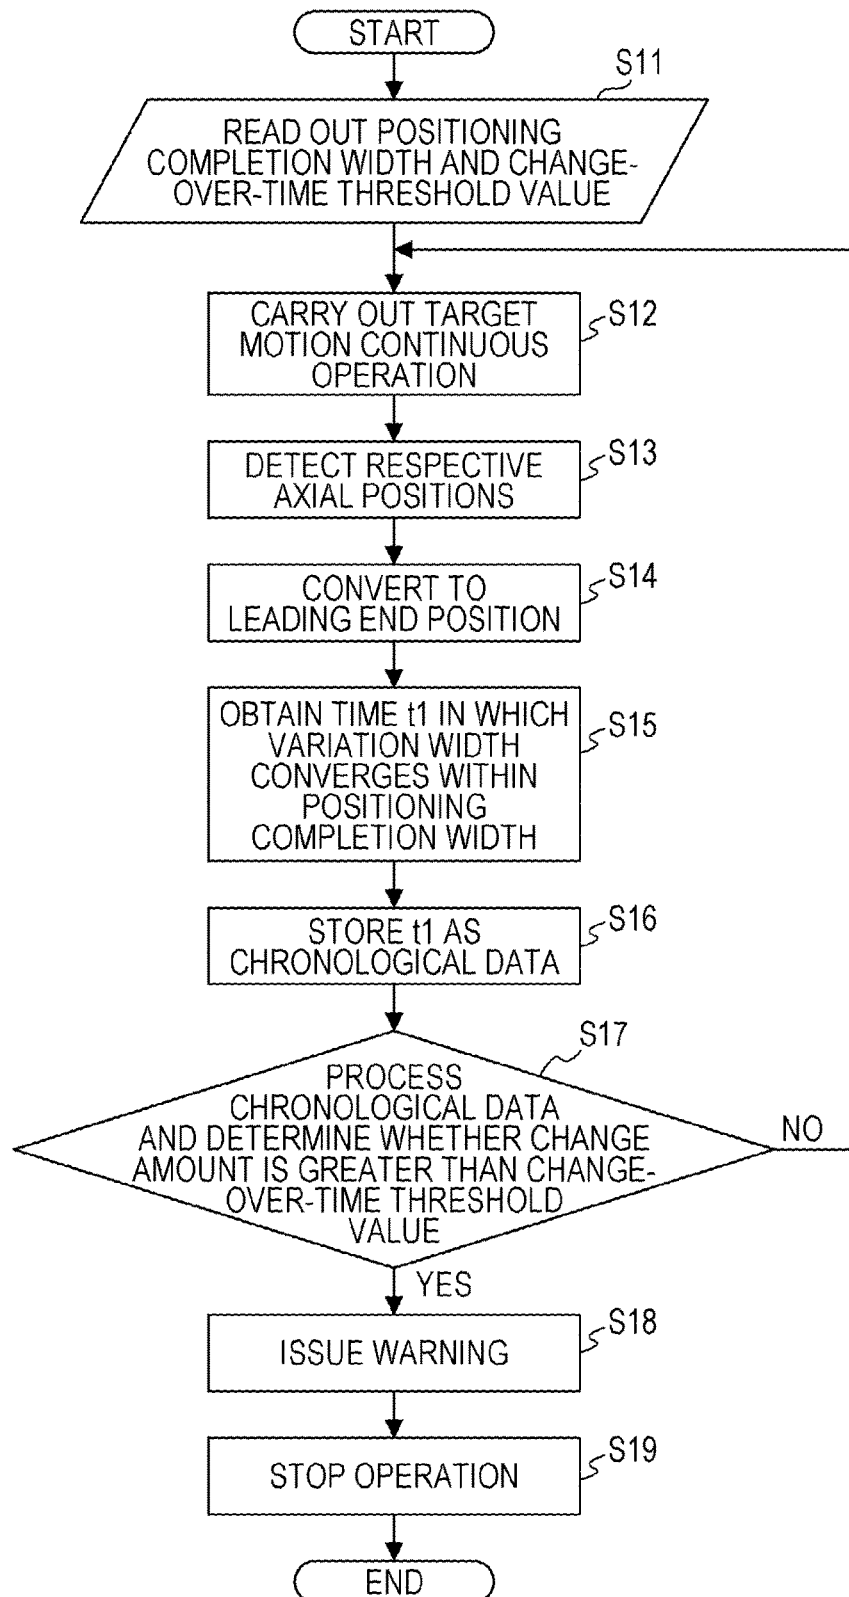 START
S11
READ OUT POSITIONING
COMPLETION WIDTH AND CHANGE-
OVER-TIME THRESHOLD VALUE
CARRY OUT TARGET
MOTION CONTINUOUS
OPERATION
S12
DETECT RESPECTIVE
AXIAL POSITIONS
S13
CONVERT TO
LEADING END POSITION
S14
OBTAIN TIME t1 IN WHICH
VARIATION WIDTH
CONVERGES WITHIN
POSITIONING
COMPLETION WIDTH
S15
STORE t1 AS
CHRONOLOGICAL DATA
S16
S17
PROCESS
CHRONOLOGICAL DATA
AND DETERMINE WHETHER CHANGE
AMOUNT IS GREATER THAN CHANGE-
OVER-TIME THRESHOLD
VALUE
NO
YES
ISSUE WARNING
S18
STOP OPERATION
S19
END